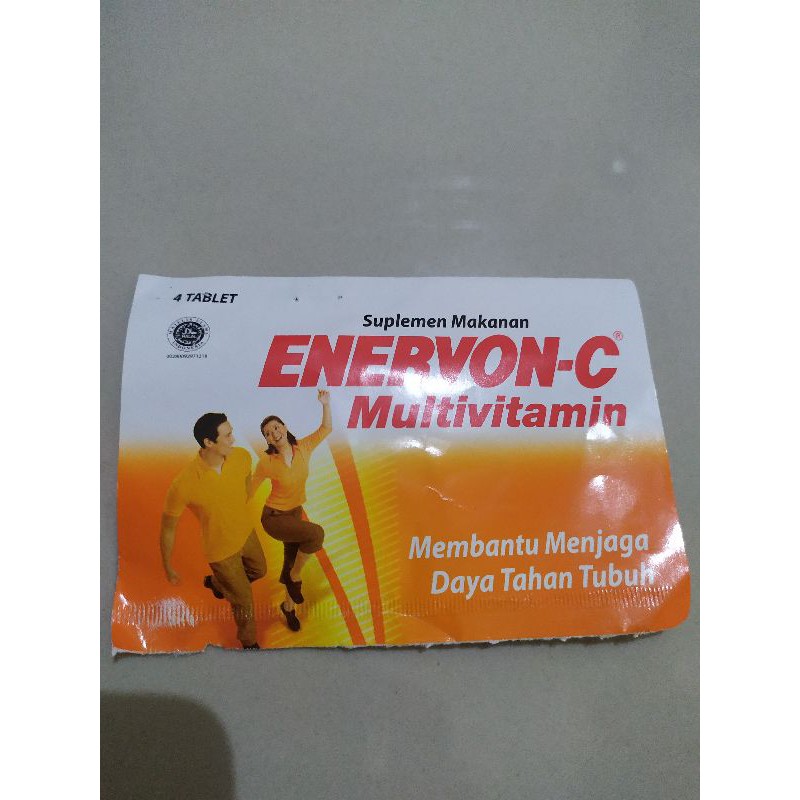 4 TABLET
Suplemen Makanan
ENERVON-C®
Multivitamin
Membantu Menjaga
Daya Tahan Tubuh